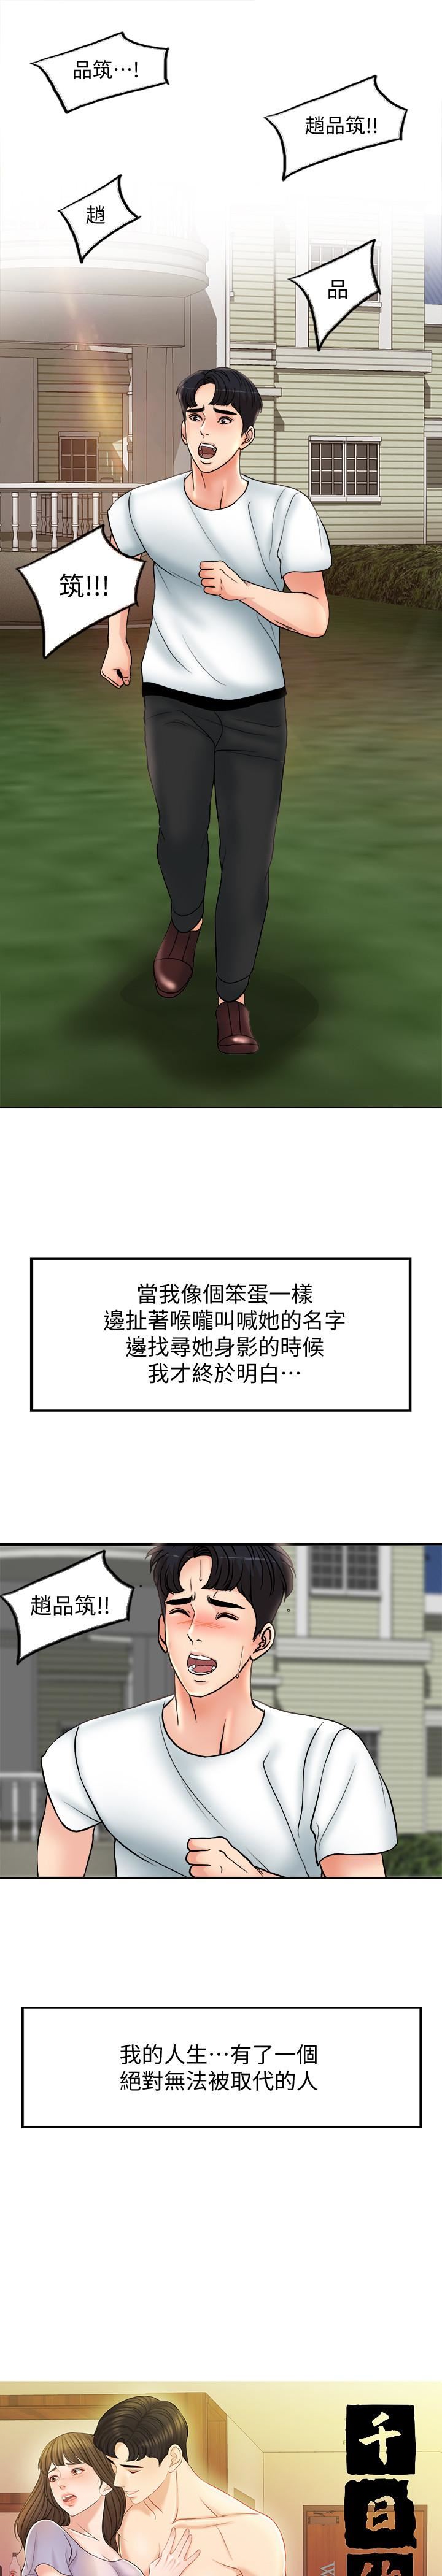 品筑⋯!
趙品筑!!
趙
品
筑!!!
當我像個笨蛋一樣
邊扯著喉嚨叫喊她的名字
邊找尋她身影的時候
我才終於明白⋯
趙品筑!!
我的人生⋯有了一個
絕對無法被取代的人
千日